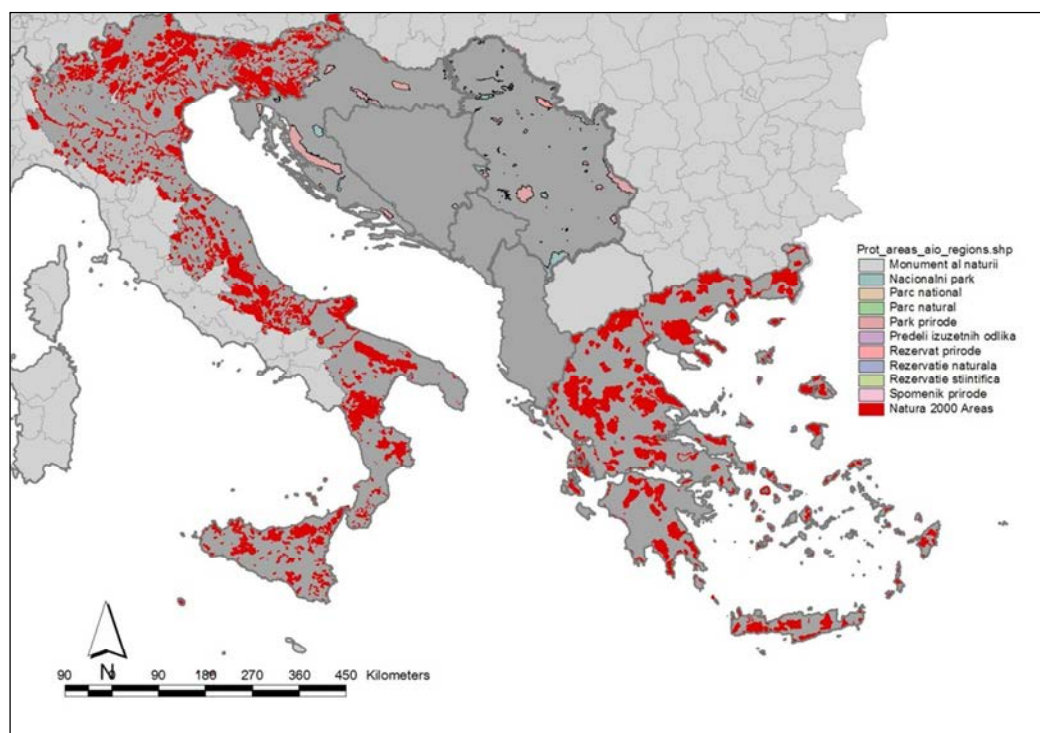 Prot_areas_aio_regions.shp
Monument al naturii
Nacionalni park
Parc national
Parc natural
Park prirode
Predeli izuzetnih odlika
Rezervat prirode
Rezervatie naturala
Rezervatie stiintifica
Spomenik prirode
Natura 2000 Areas
N
90 0 90 180 270 360 450 Kilometers